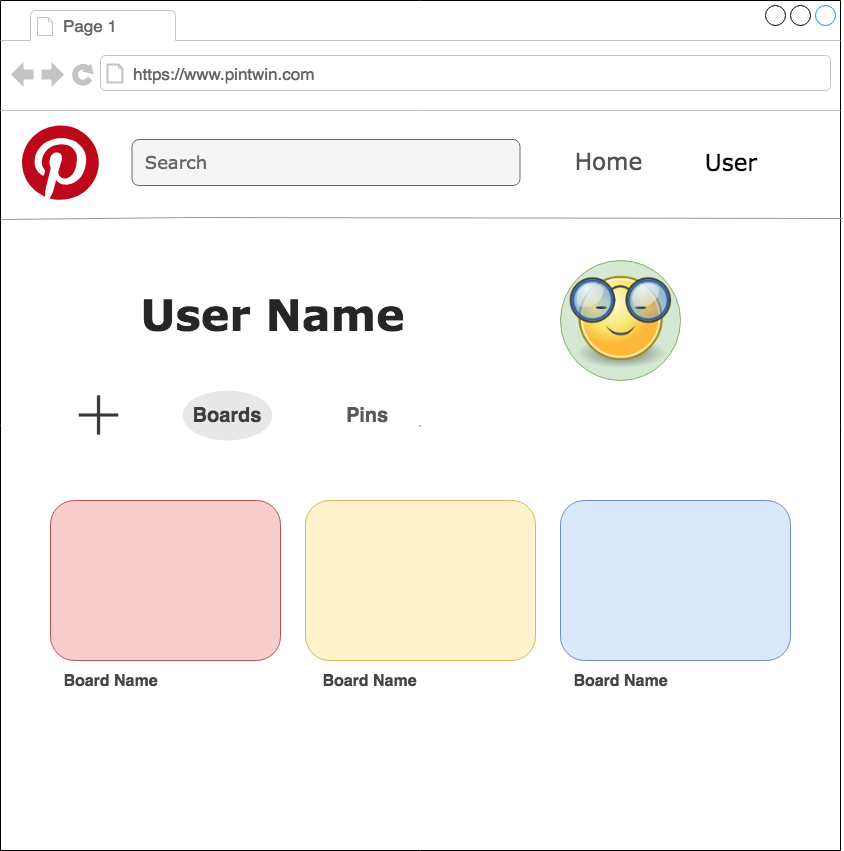 Page 1
https://www.pintwin.com
Search
Home
User
User Name
Boards
Pins
Board Name
Board Name
Board Name